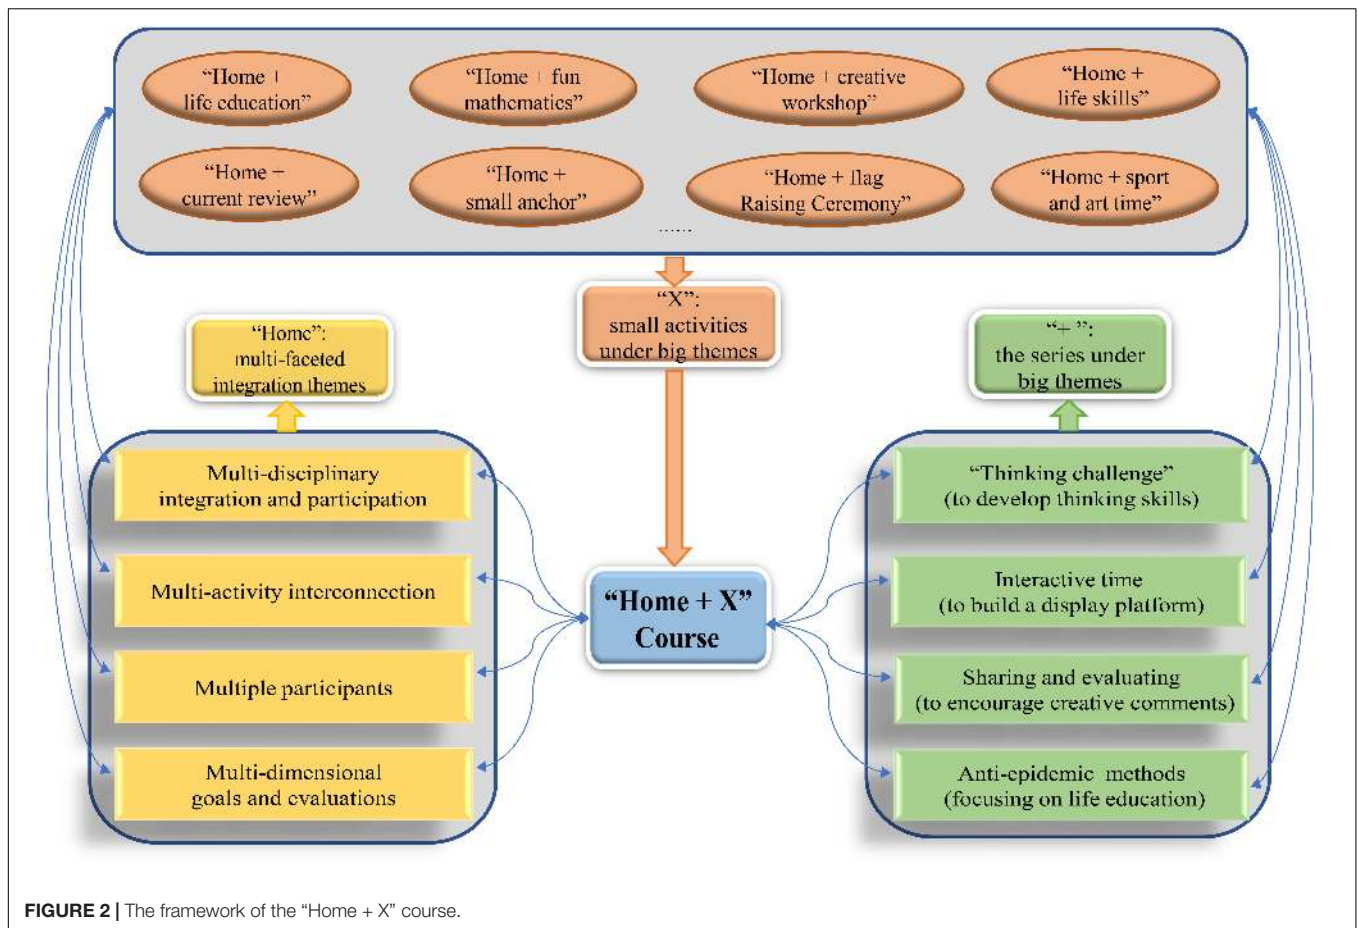 “Home +
life education”
“Home + fun
mathematics”
“Home + creative
workshop”
“Home +
life skills”
“Home +
current review”
“Home +
small anchor”
“Home + flag
Raising Ceremony”
“Home + sport
and art time”
......
“X”:
small activities
under big themes
“Home”:
multi-faceted
integration themes
“+ ”:
the series under
big themes
Multi-disciplinary
integration and participation
Multi-activity interconnection
Multiple participants
Multi-dimensional
goals and evaluations
“Home + X”
Course
“Thinking challenge”
(to develop thinking skills)
Interactive time
(to build a display platform)
Sharing and evaluating
(to encourage creative comments)
Anti-epidemic methods
(focusing on life education)
FIGURE 2 | The framework of the “Home + X” course.